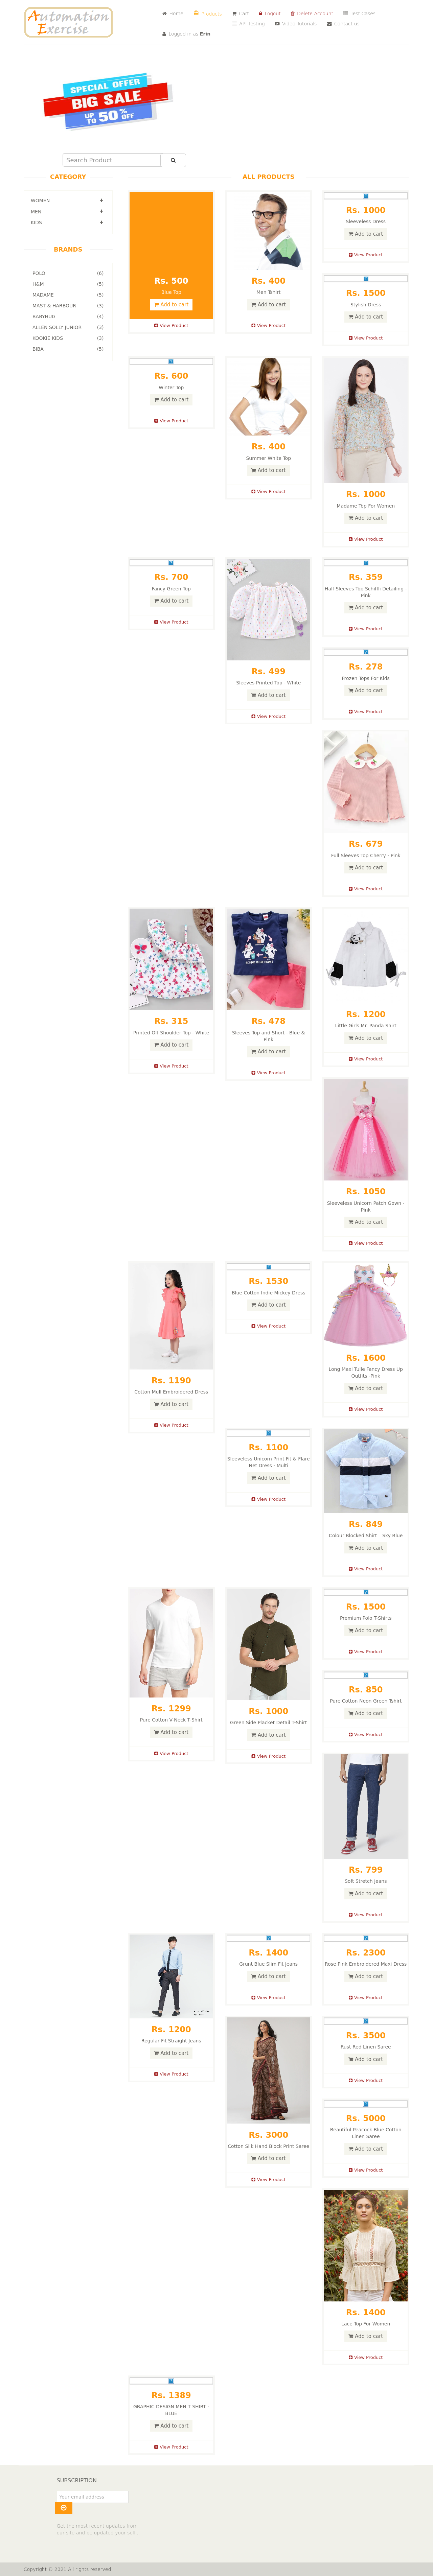 Automation
Exercise
Home
Products
Cart
Logout
Delete Account
Test Cases
API Testing
Video Tutorials
Contact us
Logged in as Erin
SPECIAL OFFER
BIG SALE
UP TO 50% OFF
Search Product
CATEGORY
WOMEN
MEN
KIDS
BRANDS
POLO (6)
H&M (5)
MADAME (5)
MAST & HARBOUR (3)
BABYHUG (4)
ALLEN SOLLY JUNIOR (3)
KOOKIE KIDS (3)
BIBA (5)
ALL PRODUCTS
Rs. 500
Blue Top
Add to cart
View Product
Rs. 400
Men Tshirt
Add to cart
View Product
Rs. 1000
Sleeveless Dress
Add to cart
View Product
Rs. 1500
Stylish Dress
Add to cart
View Product
Rs. 600
Winter Top
Add to cart
View Product
Rs. 400
Summer White Top
Add to cart
View Product
Rs. 1000
Madame Top For Women
Add to cart
View Product
Rs. 700
Fancy Green Top
Add to cart
View Product
Rs. 499
Sleeves Printed Top - White
Add to cart
View Product
Rs. 359
Half Sleeves Top Schiffli Detailing -
Pink
Add to cart
View Product
Rs. 278
Frozen Tops For Kids
Add to cart
View Product
Rs. 679
Full Sleeves Top Cherry - Pink
Add to cart
View Product
Rs. 315
Printed Off Shoulder Top - White
Add to cart
View Product
Rs. 478
Sleeves Top and Short - Blue &
Pink
Add to cart
View Product
Rs. 1200
Little Girls Mr. Panda Shirt
Add to cart
View Product
Rs. 1050
Sleeveless Unicorn Patch Gown -
Pink
Add to cart
View Product
Rs. 1190
Cotton Mull Embroidered Dress
Add to cart
View Product
Rs. 1530
Blue Cotton Indie Mickey Dress
Add to cart
View Product
Rs. 1600
Long Maxi Tulle Fancy Dress Up
Outfits -Pink
Add to cart
View Product
Rs. 1100
Sleeveless Unicorn Print Fit & Flare
Net Dress - Multi
Add to cart
View Product
Rs. 849
Colour Blocked Shirt – Sky Blue
Add to cart
View Product
Rs. 1299
Pure Cotton V-Neck T-Shirt
Add to cart
View Product
Rs. 1000
Green Side Placket Detail T-Shirt
Add to cart
View Product
Rs. 1500
Premium Polo T-Shirts
Add to cart
View Product
Rs. 850
Pure Cotton Neon Green Tshirt
Add to cart
View Product
Rs. 799
Soft Stretch Jeans
Add to cart
View Product
Rs. 1200
Regular Fit Straight Jeans
Add to cart
View Product
Rs. 1400
Grunt Blue Slim Fit Jeans
Add to cart
View Product
Rs. 2300
Rose Pink Embroidered Maxi Dress
Add to cart
View Product
Rs. 3000
Cotton Silk Hand Block Print Saree
Add to cart
View Product
Rs. 3500
Rust Red Linen Saree
Add to cart
View Product
Rs. 5000
Beautiful Peacock Blue Cotton
Linen Saree
Add to cart
View Product
Rs. 1400
Lace Top For Women
Add to cart
View Product
Rs. 1389
GRAPHIC DESIGN MEN T SHIRT -
BLUE
Add to cart
View Product
SUBSCRIPTION
Your email address
Get the most recent updates from
our site and be updated your self...
Copyright © 2021 All rights reserved